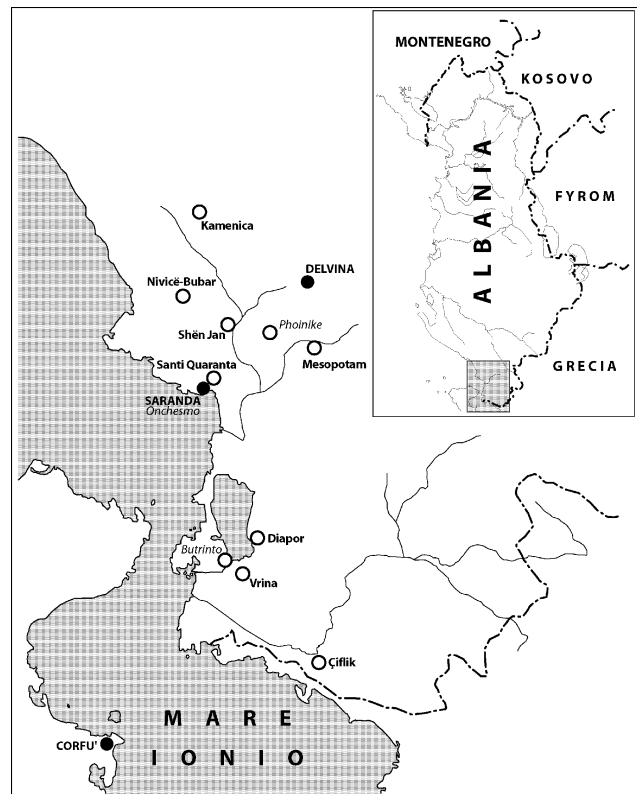 MONTENEGRO
KOSOVO
ALBANIA
FYROM
GRECIA
Kamenica
DELVINA
Nivicë-Bubar
Shën Jan
Phoinike
Mesopotam
Santi Quaranta
SARANDA
Onchesmo
Diapor
Butrinto
Vrina
Çiflik
MARE
IONIO
CORFU'